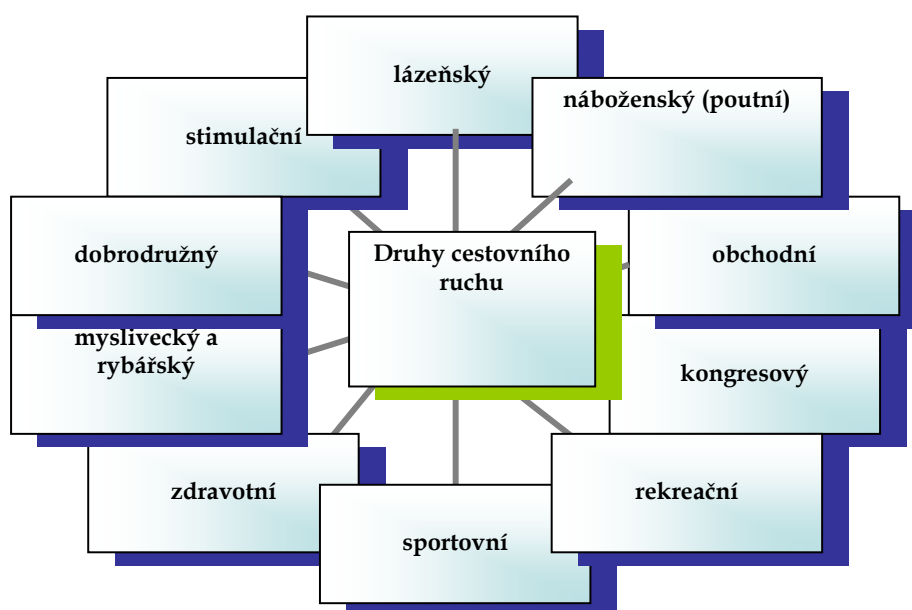 lázeňský
náboženský (poutní)
stimulační
dobrodružný
Druhy cestovního
ruchu
obchodní
myslivecký a
rybářský
kongresový
zdravotní
rekreační
sportovní